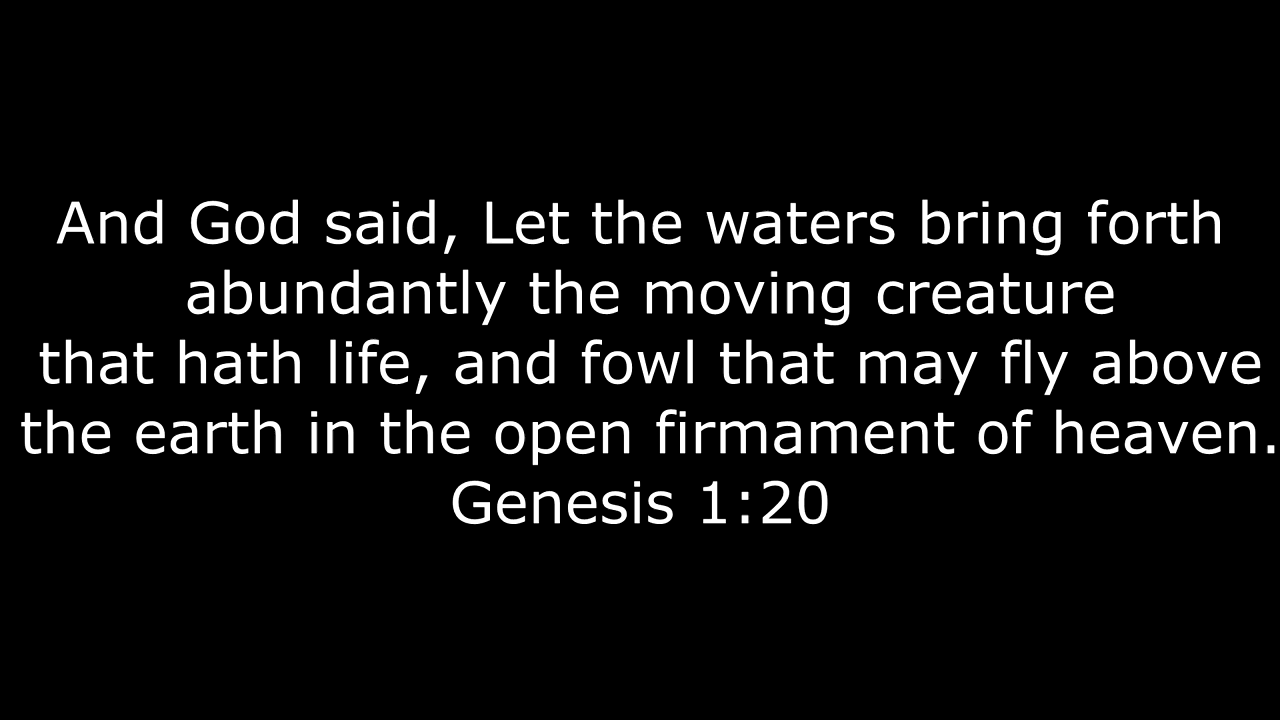 And God said, Let the waters bring forth
abundantly the moving creature
that hath life, and fowl that may fly above
the earth in the open firmament of heaven.
Genesis 1:20